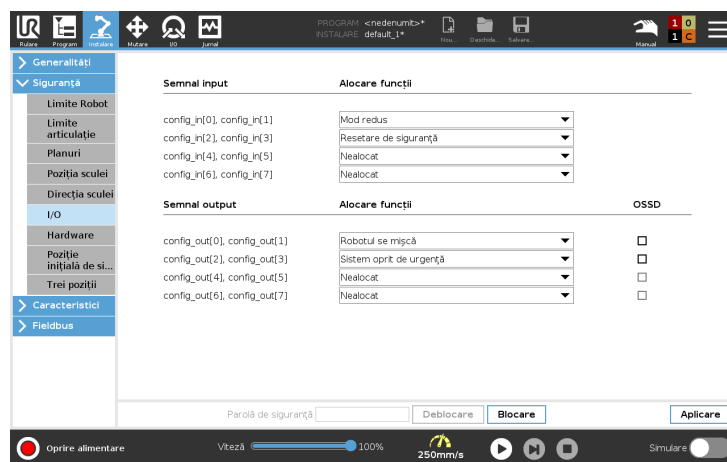 UR
PROGRAM <nedenumit>*
INSTALARE default_1*
Rulare Program Instalare Mutare I/O Jurnal Nou... Deschide... Salvare... Manual
1 0
1 C
Generalități
Siguranță
Limite Robot
Limite
articulație
Planuri
Poziția sculei
Direcția sculei
I/O
Hardware
Poziție
inițială de si...
Trei poziții
Caracteristici
Fieldbus
Semnal input Alocare funcții
config_in[0], config_in[1] Mod redus
config_in[2], config_in[3] Resetare de siguranță
config_in[4], config_in[5] Nealocat
config_in[6], config_in[7] Nealocat
Semnal output Alocare funcții OSSD
config_out[0], config_out[1] Robotul se mișcă
config_out[2], config_out[3] Sistem oprit de urgență
config_out[4], config_out[5] Nealocat
config_out[6], config_out[7] Nealocat
Parolă de siguranță Deblocare Blocare Aplicare
Oprire alimentare Viteză 100% 250mm/s Simulare